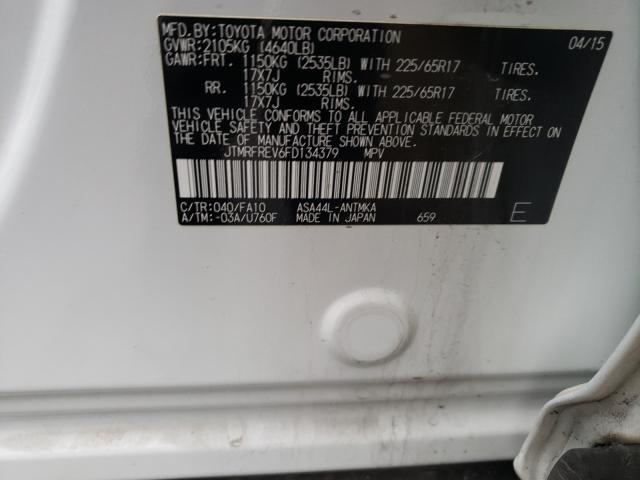 MFD.BY:TOYOTA MOTOR CORPORATION 04/15
GVWR:2105KG (4640LB)
GAWR:FRT. 1150KG (2535LB) WITH 225/65R17 TIRES.
17X7J RIMS.
RR. 1150KG (2535LB) WITH 225/65R17 TIRES.
17X7J RIMS.
THIS VEHICLE CONFORMS TO ALL APPLICABLE FEDERAL MOTOR
VEHICLE SAFETY AND THEFT PREVENTION STANDARDS IN EFFECT ON
THE DATE OF MANUFACTURE SHOWN ABOVE.
JTMRFREV6FD134379 MPV
C/TR:040/FA10 ASA44L-ANTMKA
A/TM:-03A/U760F MADE IN JAPAN 659 E